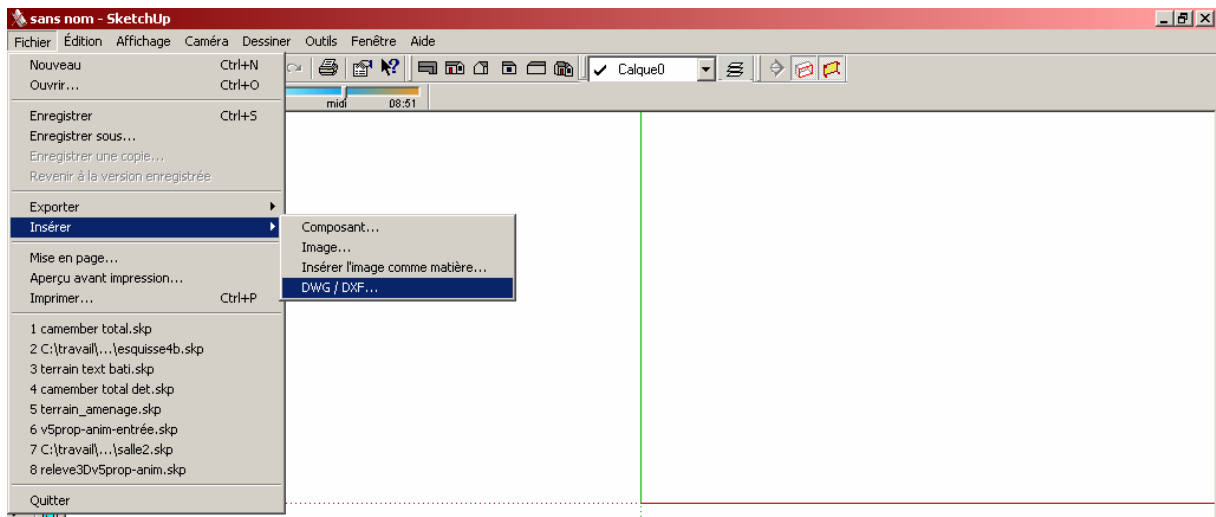 sans nom - SketchUp
Fichier Édition Affichage Caméra Dessiner Outils Fenêtre Aide
Nouveau Ctrl+N
Ouvrir... Ctrl+O
Calque0
midi 08:51
Enregistrer Ctrl+S
Enregistrer sous...
Enregistrer une copie...
Revenir à la version enregistrée
Exporter
Insérer
Composant...
Image...
Insérer l'image comme matière...
DWG / DXF...
Mise en page...
Aperçu avant impression...
Imprimer... Ctrl+P
1 camember total.skp
2 C:\travail\...\esquisse4b.skp
3 terrain text bati.skp
4 camember total det.skp
5 terrain_amenage.skp
6 v5prop-anim-entrée.skp
7 C:\travail\...\salle2.skp
8 releve3Dv5prop-anim.skp
Quitter